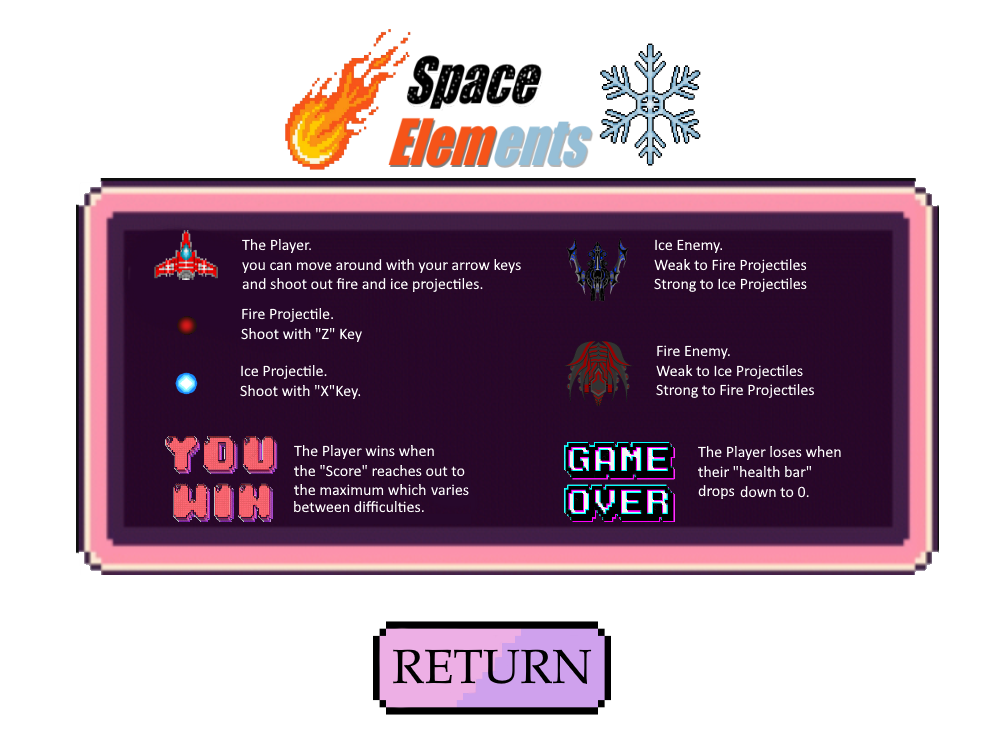 Space
Elements
The Player.
you can move around with your arrow keys
and shoot out fire and ice projectiles.
Fire Projectile.
Shoot with "Z" Key
Ice Projectile.
Shoot with "X"Key.
Ice Enemy.
Weak to Fire Projectiles
Strong to Ice Projectiles
Fire Enemy.
Weak to Ice Projectiles
Strong to Fire Projectiles
YOU
WIN
The Player wins when
the "Score" reaches out to
the maximum which varies
between difficulties.
GAME
OVER
The Player loses when
their "health bar"
drops down to 0.
RETURN